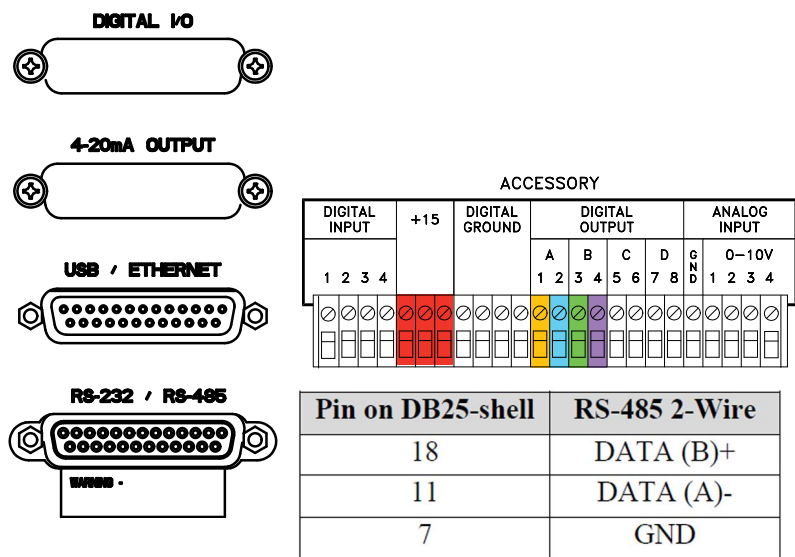 DIGITAL I/O
4-20mA OUTPUT
USB / ETHERNET
RS-232 / RS-485
WARNING -
ACCESSORY
DIGITAL INPUT
+15
DIGITAL GROUND
DIGITAL OUTPUT
ANALOG INPUT
A B C D GND 0-10V
1 2 3 4 1 2 3 4 5 6 7 8 1 2 3 4
Pin on DB25-shell RS-485 2-Wire
18 DATA (B)+
11 DATA (A)-
7 GND